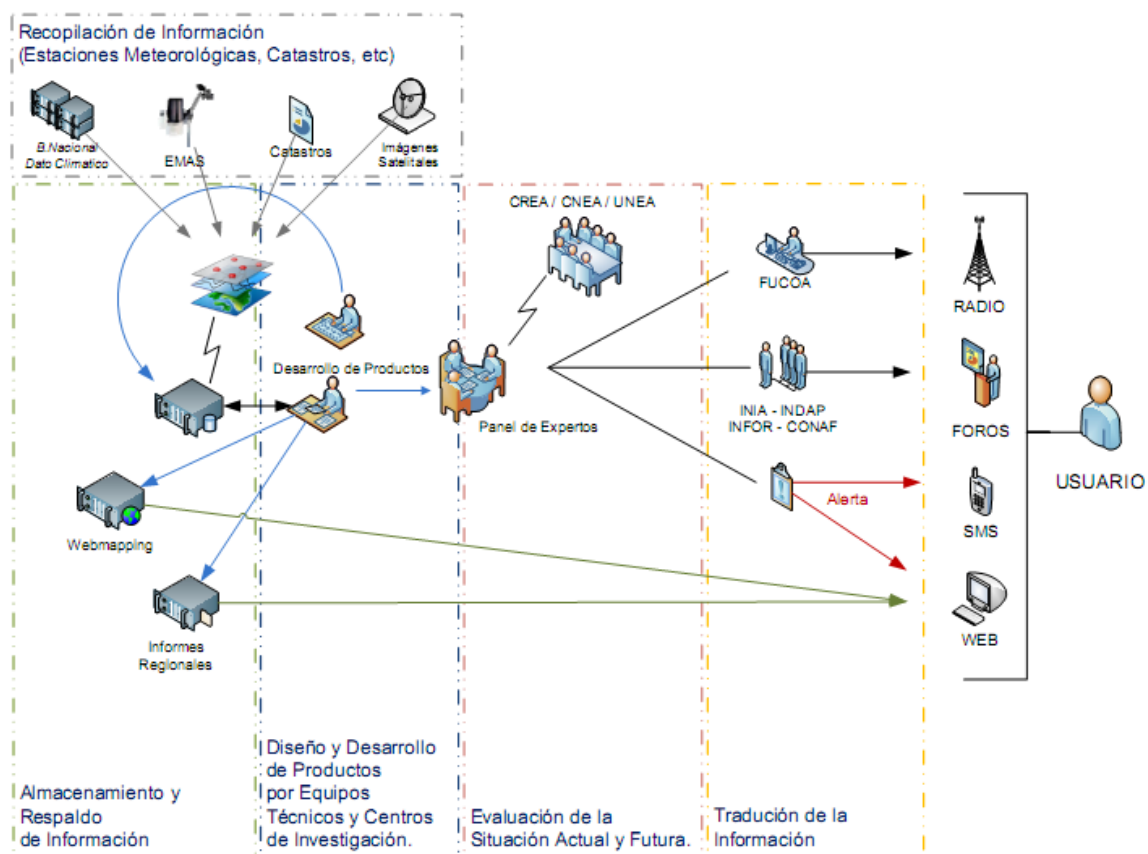 Recopilación de Información
(Estaciones Meteorológicas, Catastros, etc)
B.Nacional
Dato Climatico
EMAS
Catastros
Imágenes
Satelitales
CREA / CNEA / UNEA
FUCOA
RADIO
Desarrollo de Productos
Panel de Expertos
INIA - INDAP
INFOR - CONAF
FOROS
USUARIO
Alerta
SMS
Webmapping
WEB
Informes
Regionales
Almacenamiento y
Respaldo
de Información
Diseño y Desarrollo
de Productos
por Equipos
Técnicos y Centros
de Investigación.
Evaluación de la
Situación Actual y Futura.
Tradución de la
Información